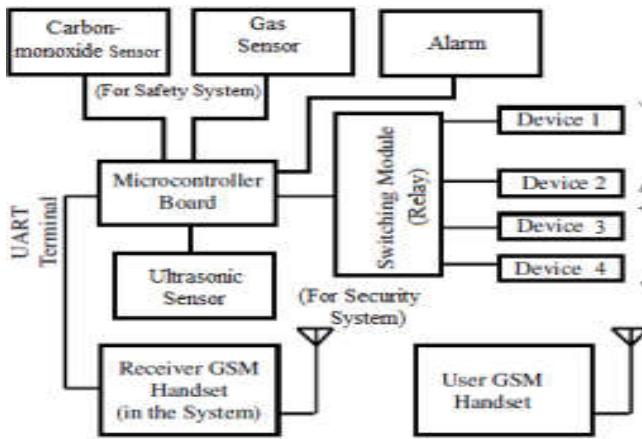 Carbon-
monoxide Sensor
Gas
Sensor
Alarm
(For Safety System)
Device 1
Microcontroller
Board
Switching Module
(Relay)
Device 2
Device 3
Device 4
UART
Terminal
Ultrasonic
Sensor
(For Security
System)
Receiver GSM
Handset
(in the System)
User GSM
Handset